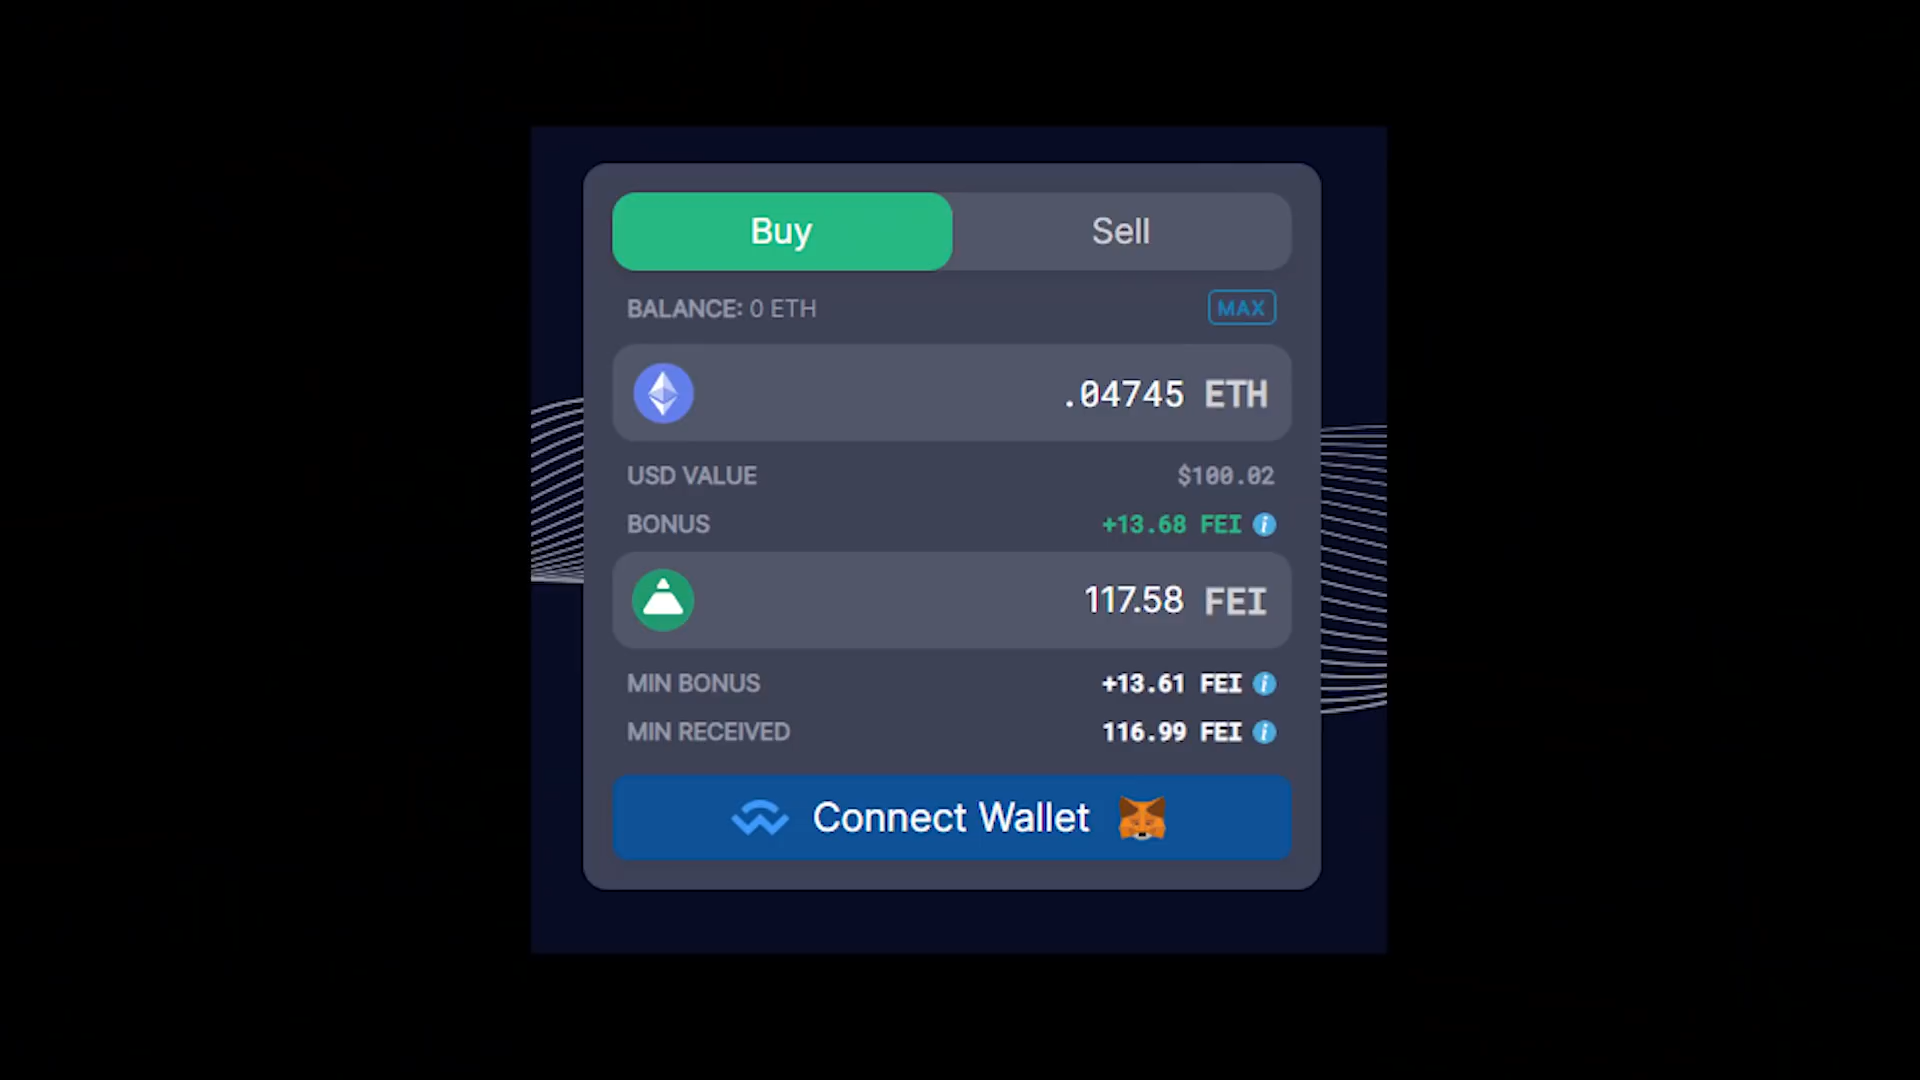 Buy Sell
BALANCE: 0 ETH MAX
.04745 ETH
USD VALUE $100.02
BONUS +13.68 FEI i
117.58 FEI
MIN BONUS +13.61 FEI i
MIN RECEIVED 116.99 FEI i
Connect Wallet